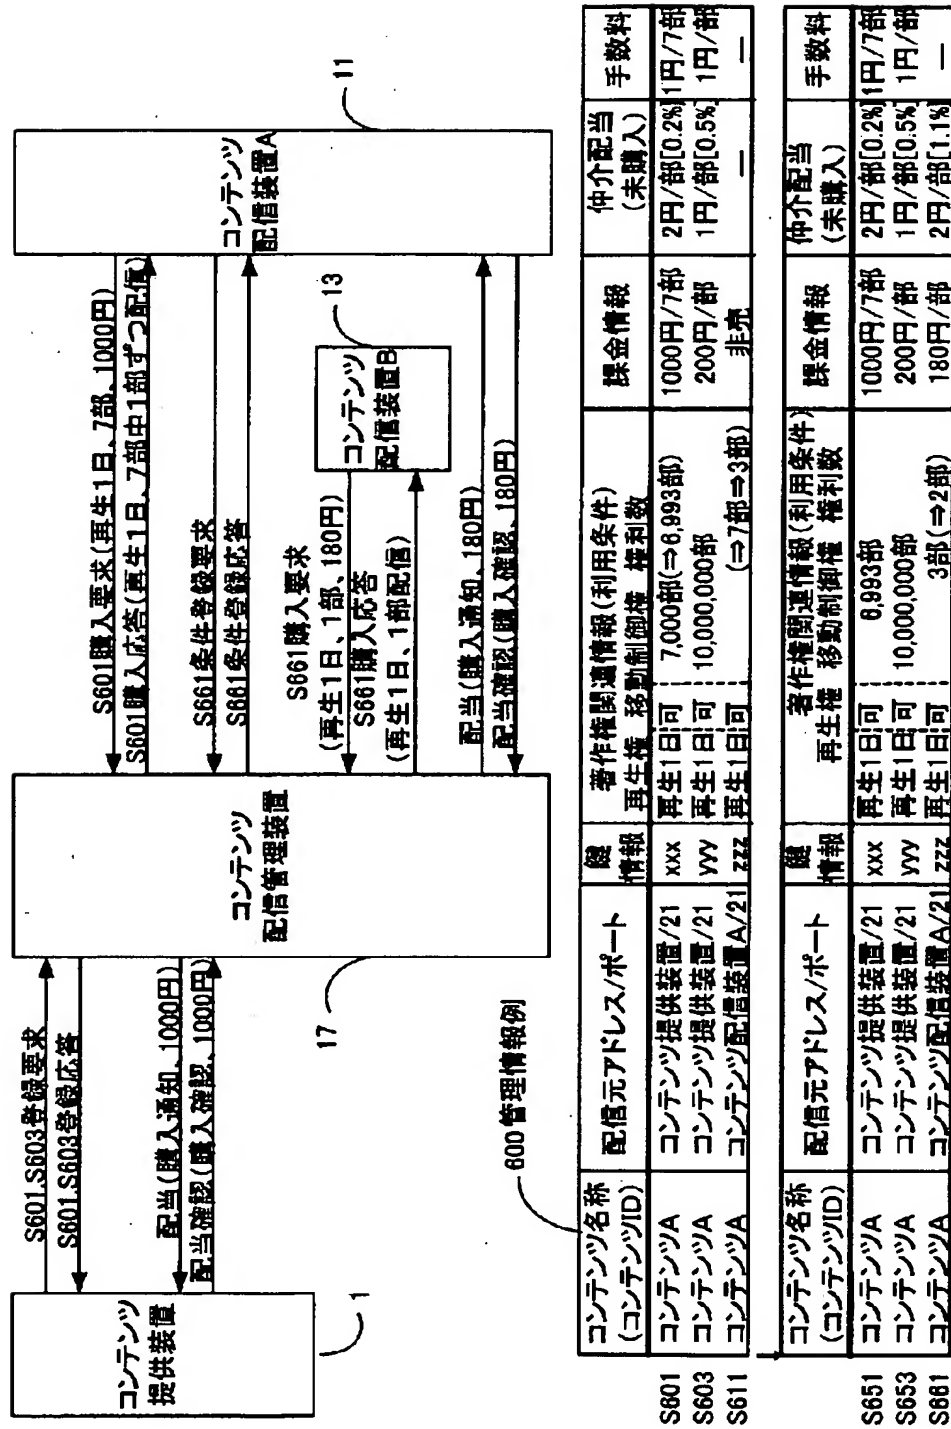 コンテンツ
提供装置
1
S601,S603登録要求
S601,S603登録応答
配当(購入通知、1000円)
配当確認(購入確認、1000円)
コンテンツ
配信管理装置
17
S601購入要求(再生1日、7部、1000円)
S601購入応答(再生1日、7部中1部ずつ配信)
S661条件登録要求
S661条件登録応答
S661購入要求
(再生1日、1部、180円)
S661購入応答
(再生1日、1部配信)
コンテンツ
配信装置B
13
配当(購入通知、180円)
配当確認(購入確認、180円)
コンテンツ
配信装置A
11
600管理情報例
コンテンツ名称
(コンテンツID)
配信元アドレス/ポート
鍵
情報
著作権関連情報(利用条件)
再生権 移動制御権 権利数
課金情報
仲介配当
(未購入)
手数料
S601 コンテンツA コンテンツ提供装置/21 xxx 再生1日 可 7,000部(⇒6,993部) 1000円/7部 2円/部[0.2%] 1円/7部
S603 コンテンツA コンテンツ提供装置/21 yyy 再生1日 可 10,000,000部 200円/部 1円/部[0.5%] 1円/部
S611 コンテンツA コンテンツ配信装置A/21 zzz 再生1日 可 (⇒7部⇒3部) 非売 — —
コンテンツ名称
(コンテンツID)
配信元アドレス/ポート
鍵
情報
著作権関連情報(利用条件)
再生権 移動制御権 権利数
課金情報
仲介配当
(未購入)
手数料
S651 コンテンツA コンテンツ提供装置/21 xxx 再生1日 可 6,993部 1000円/7部 2円/部[0.2%] 1円/7部
S653 コンテンツA コンテンツ提供装置/21 yyy 再生1日 可 10,000,000部 200円/部 1円/部[0.5%] 1円/部
S661 コンテンツA コンテンツ配信装置A/21 zzz 再生1日 可 3部(⇒2部) 180円/部 2円/部[1.1%] —